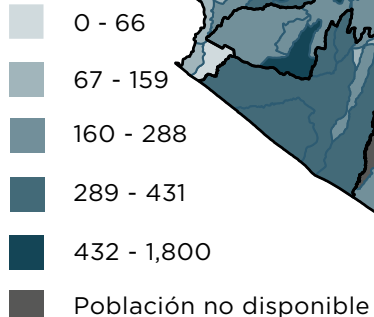 0 - 66
67 - 159
160 - 288
289 - 431
432 - 1,800
Población no disponible